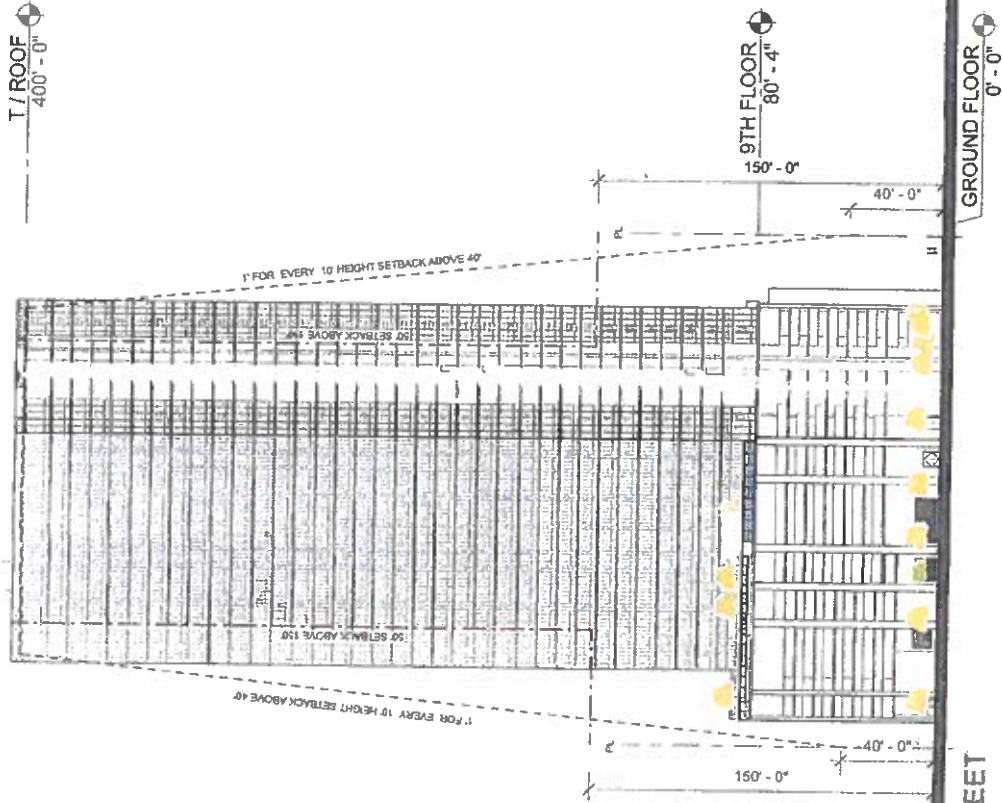 T / ROOF
400' - 0"
9TH FLOOR
80' - 4"
150' - 0"
40' - 0"
GROUND FLOOR
0' - 0"
1' FOR EVERY 10' HEIGHT SETBACK ABOVE 40'
50' SETBACK ABOVE
50' SETBACK ABOVE 150'
1' FOR EVERY 10' HEIGHT SETBACK ABOVE 40'
40' - 0"
150' - 0"
EET